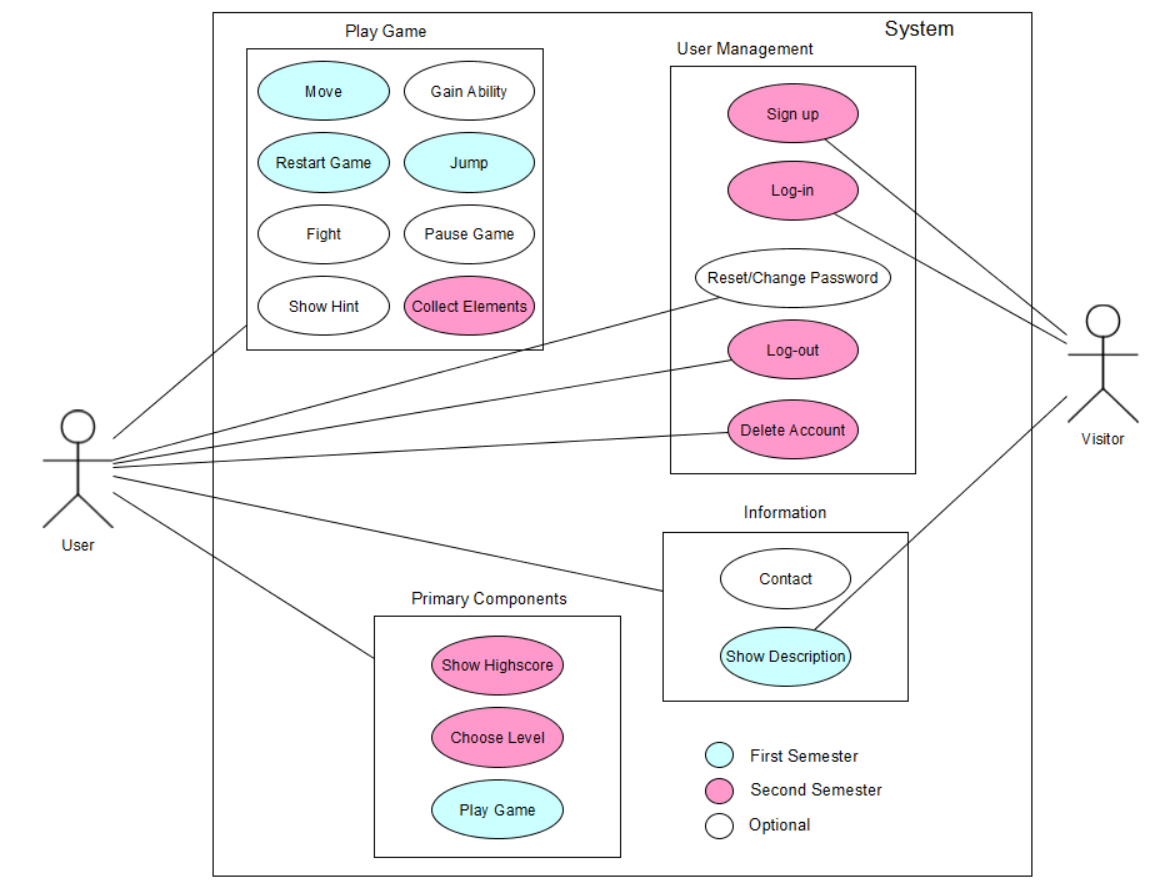 System
Play Game
Move
Gain Ability
Restart Game
Jump
Fight
Pause Game
Show Hint
Collect Elements
User Management
Sign up
Log-in
Reset/Change Password
Log-out
Delete Account
Visitor
User
Information
Contact
Show Description
Primary Components
Show Highscore
Choose Level
Play Game
First Semester
Second Semester
Optional